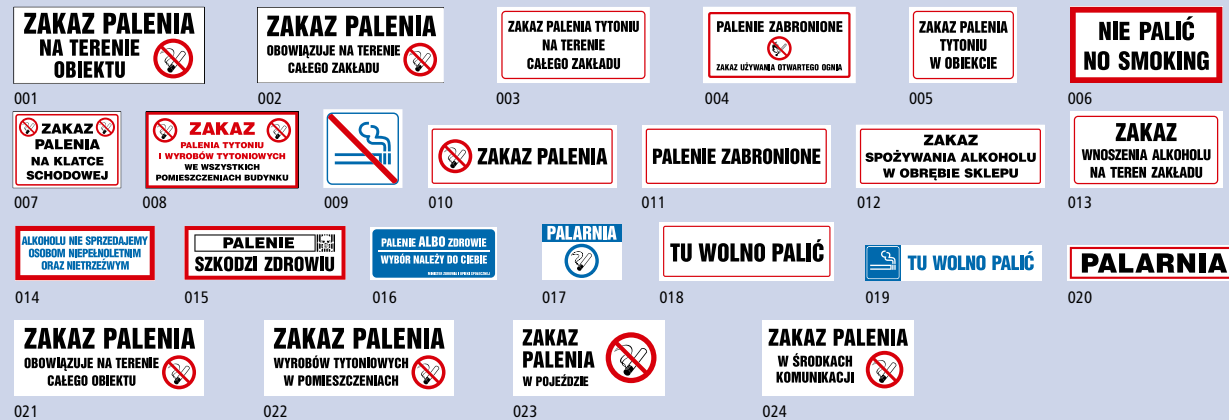 ZAKAZ PALENIA
NA TERENIE
OBIEKTU
001
ZAKAZ PALENIA
OBOWIĄZUJE NA TERENIE
CAŁEGO ZAKŁADU
002
ZAKAZ PALENIA TYTONIU
NA TERENIE
CAŁEGO ZAKŁADU
003
PALENIE ZABRONIONE
ZAKAZ UŻYWANIA OTWARTEGO OGNIA
004
ZAKAZ PALENIA
TYTONIU
W OBIEKCIE
005
NIE PALIĆ
NO SMOKING
006
ZAKAZ
PALENIA
NA KLATCE
SCHODOWEJ
007
ZAKAZ
PALENIA TYTONIU
I WYROBÓW TYTONIOWYCH
WE WSZYSTKICH
POMIESZCZENIACH BUDYNKU
008
009
ZAKAZ PALENIA
010
PALENIE ZABRONIONE
011
ZAKAZ
SPOŻYWANIA ALKOHOLU
W OBRĘBIE SKLEPU
012
ZAKAZ
WNOSZENIA ALKOHOLU
NA TEREN ZAKŁADU
013
ALKOHOLU NIE SPRZEDAJEMY
OSOBOM NIEPEŁNOLETNIM
ORAZ NIETRZEŹWYM
014
PALENIE
SZKODZI ZDROWIU
015
PALENIE ALBO ZDROWIE
WYBÓR NALEŻY DO CIEBIE
016
PALARNIA
017
TU WOLNO PALIĆ
018
TU WOLNO PALIĆ
019
PALARNIA
020
ZAKAZ PALENIA
OBOWIĄZUJE NA TERENIE
CAŁEGO OBIEKTU
021
ZAKAZ PALENIA
WYROBÓW TYTONIOWYCH
W POMIESZCZENIACH
022
ZAKAZ
PALENIA
W POJEŹDZIE
023
ZAKAZ PALENIA
W ŚRODKACH
KOMUNIKACJI
024